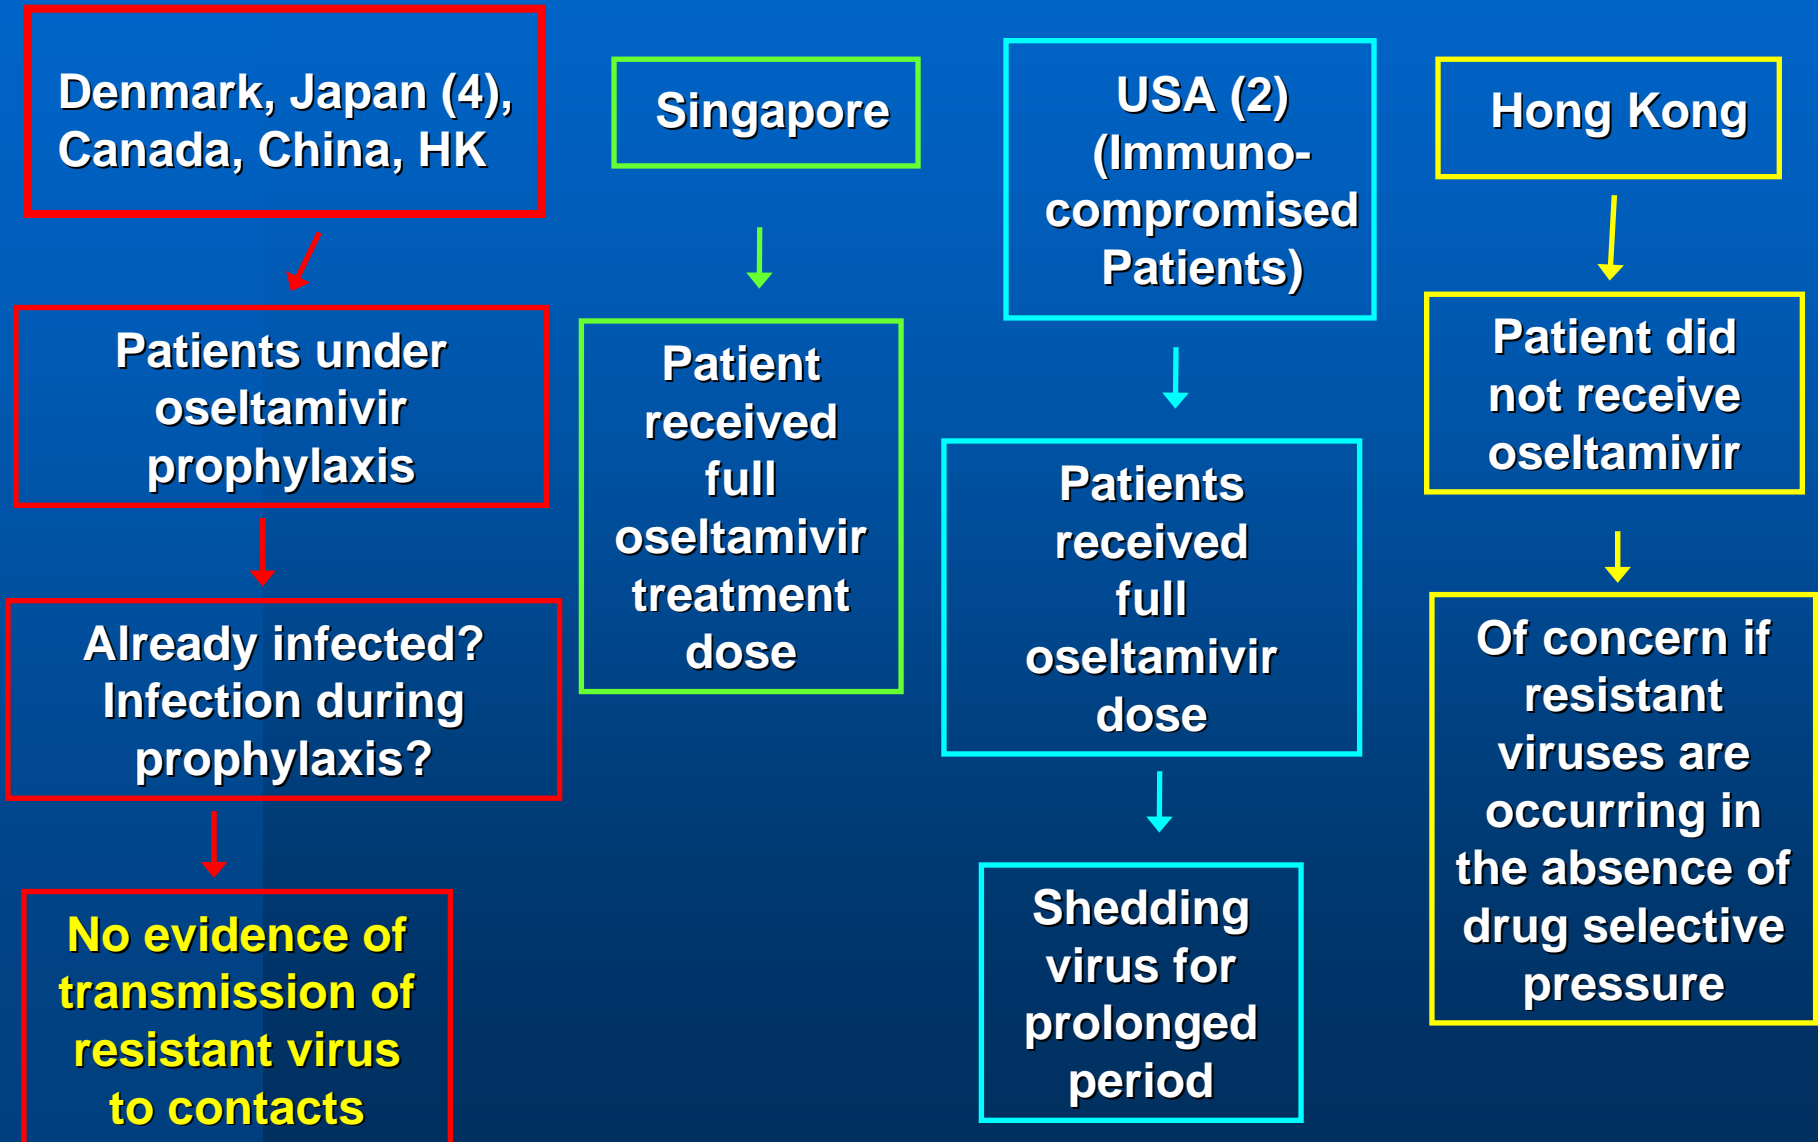 Denmark, Japan (4),
Canada, China, HK
Patients under
oseltamivir
prophylaxis
Already infected?
Infection during
prophylaxis?
No evidence of
transmission of
resistant virus
to contacts
Singapore
Patient
received
full
oseltamivir
treatment
dose
USA (2)
(Immuno-
compromised
Patients)
Patients
received
full
oseltamivir
dose
Shedding
virus for
prolonged
period
Hong Kong
Patient did
not receive
oseltamivir
Of concern if
resistant
viruses are
occurring in
the absence of
drug selective
pressure